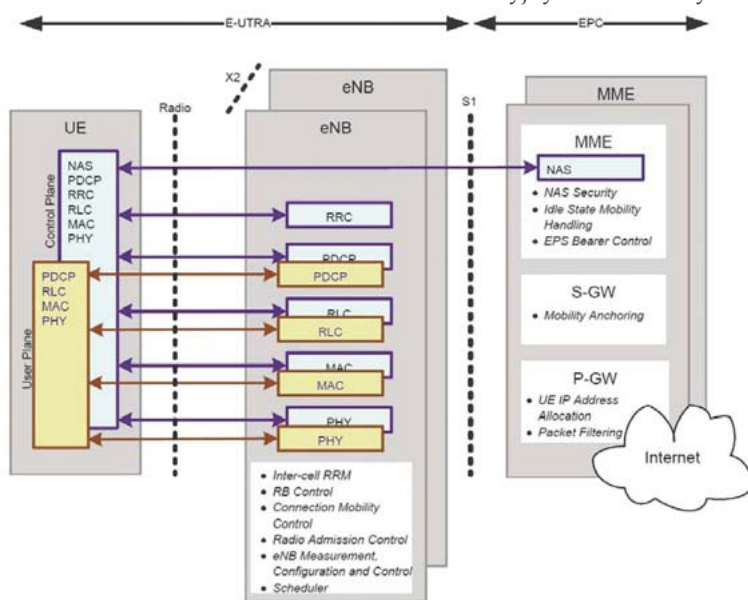 E-UTRA
EPC
X2
eNB
MME
Radio
S1
UE
eNB
MME
NAS
PDCP
RRC
RLC
MAC
PHY
Control Plane
NAS
NAS Security
Idle State Mobility
Handling
EPS Bearer Control
RRC
PDCP
PDCP
RLC
RLC
MAC
MAC
PHY
PHY
PDCP
RLC
MAC
PHY
User Plane
S-GW
Mobility Anchoring
P-GW
UE IP Address
Allocation
Packet Filtering
Internet
Inter-cell RRM
RB Control
Connection Mobility
Control
Radio Admission Control
eNB Measurement,
Configuration and Control
Scheduler